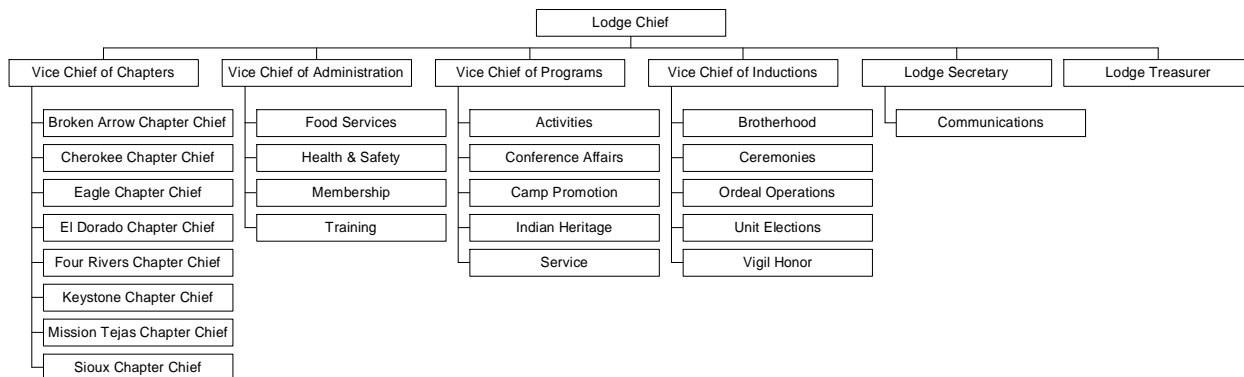 Lodge Chief
Vice Chief of Chapters
Vice Chief of Administration
Vice Chief of Programs
Vice Chief of Inductions
Lodge Secretary
Lodge Treasurer
Broken Arrow Chapter Chief
Cherokee Chapter Chief
Eagle Chapter Chief
El Dorado Chapter Chief
Four Rivers Chapter Chief
Keystone Chapter Chief
Mission Tejas Chapter Chief
Sioux Chapter Chief
Food Services
Health & Safety
Membership
Training
Activities
Conference Affairs
Camp Promotion
Indian Heritage
Service
Brotherhood
Ceremonies
Ordeal Operations
Unit Elections
Vigil Honor
Communications